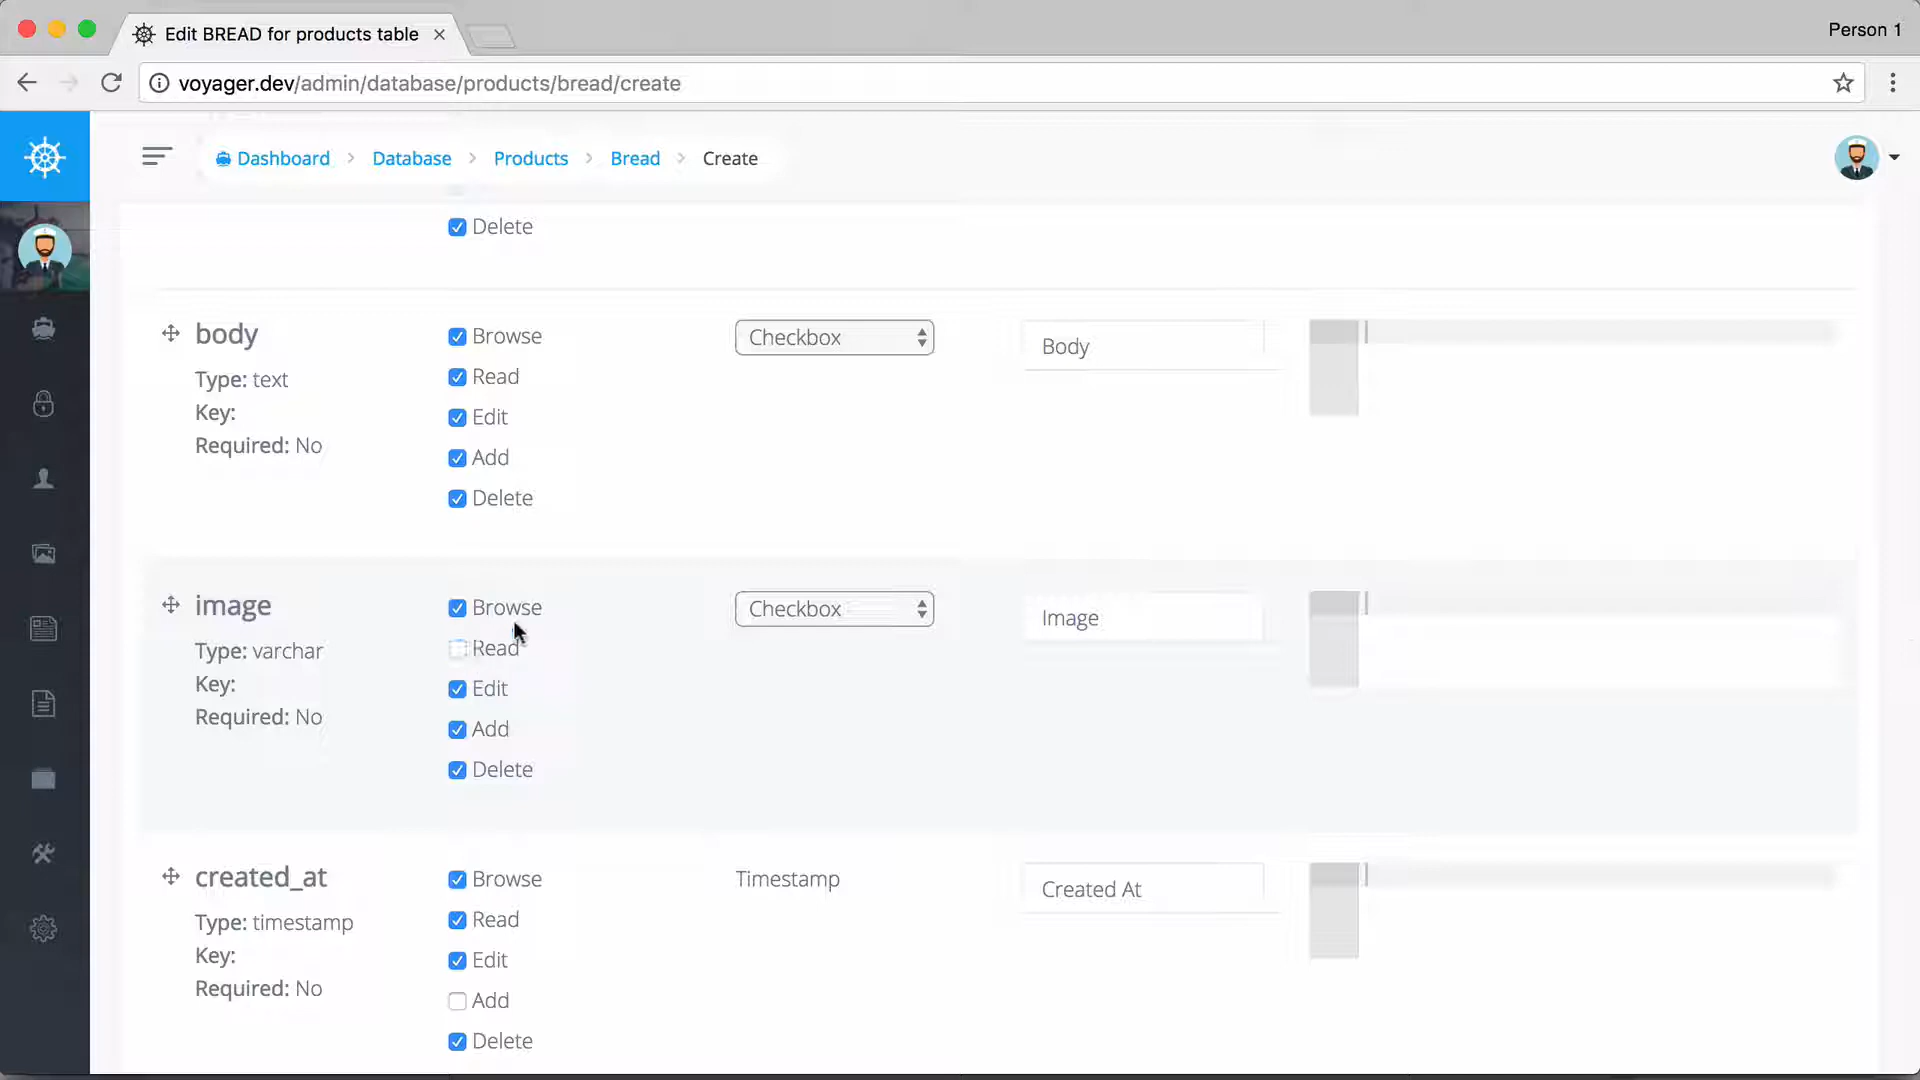 Edit BREAD for products table
Person 1
voyager.dev/admin/database/products/bread/create
Dashboard > Database > Products > Bread > Create
Delete
body
Type: text
Key:
Required: No
Browse
Read
Edit
Add
Delete
Checkbox
Body
image
Type: varchar
Key:
Required: No
Browse
Read
Edit
Add
Delete
Checkbox
Image
created_at
Type: timestamp
Key:
Required: No
Browse
Read
Edit
Add
Delete
Timestamp
Created At